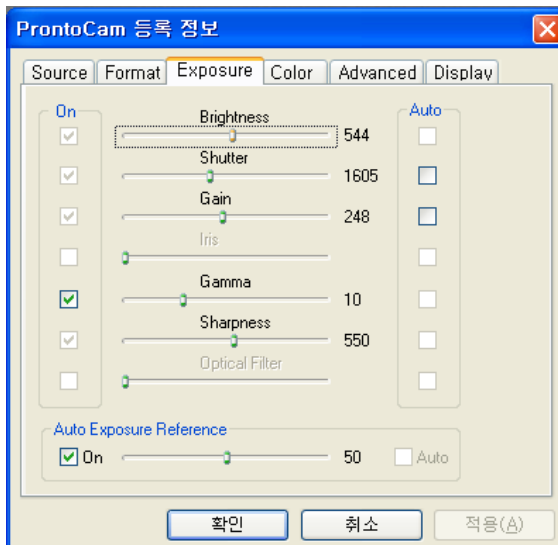 ProntoCam 등록 정보
Source Format Exposure Color Advanced Display
On Auto
Brightness
544
Shutter
1605
Gain
248
Iris
Gamma
10
Sharpness
550
Optical Filter
Auto Exposure Reference
On 50 Auto
확인 취소 적용(A)